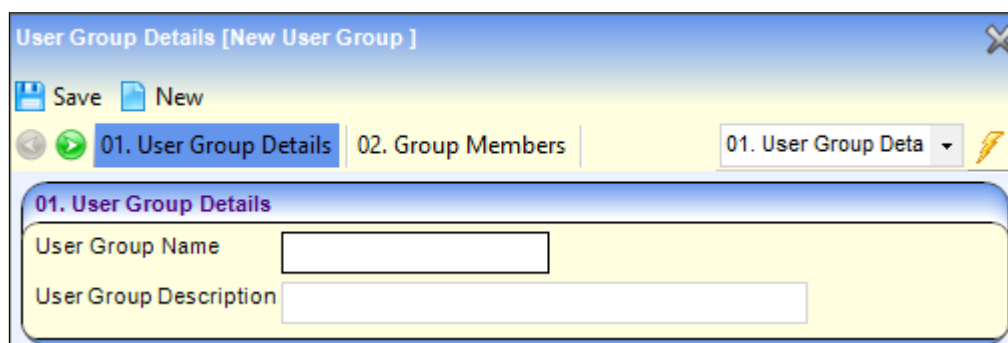 User Group Details [New User Group ]
Save New
01. User Group Details 02. Group Members 01. User Group Deta
01. User Group Details
User Group Name
User Group Description